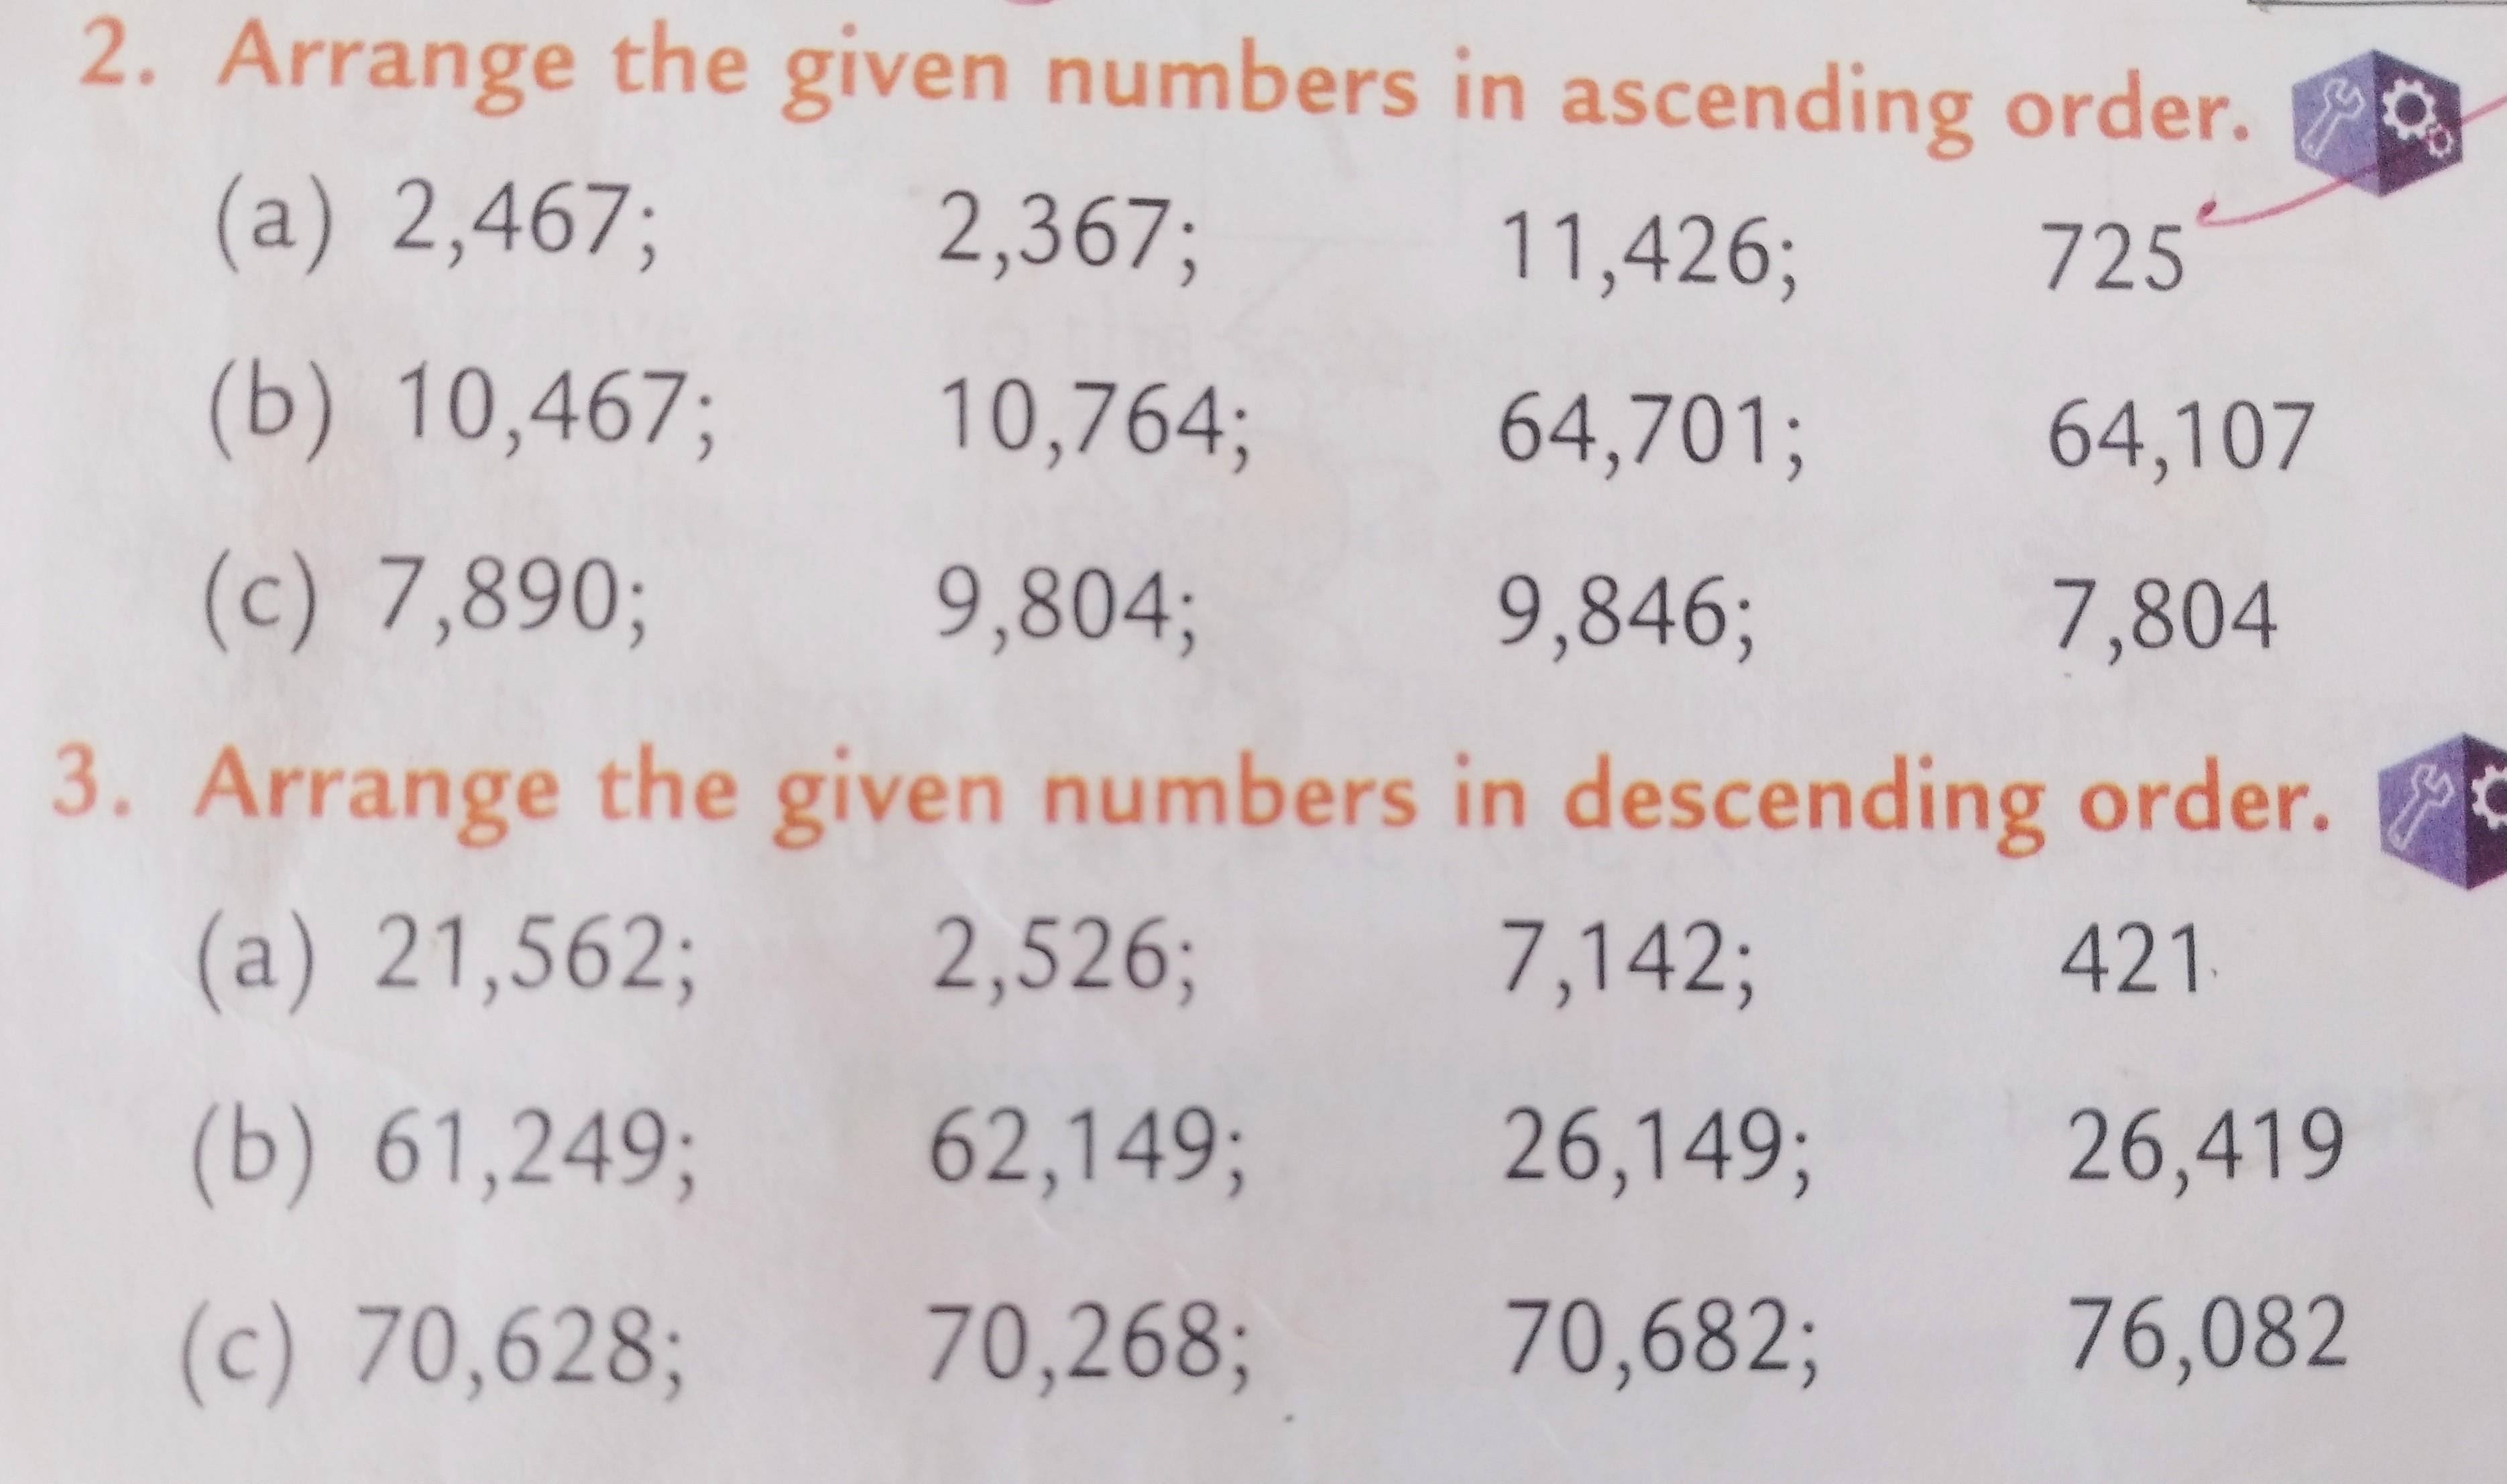 2. Arrange the given numbers in ascending order.
(a) 2,467; 2,367; 11,426; 725
(b) 10,467; 10,764; 64,701; 64,107
(c) 7,890; 9,804; 9,846; 7,804
3. Arrange the given numbers in descending order.
(a) 21,562; 2,526; 7,142; 421
(b) 61,249; 62,149; 26,149; 26,419
(c) 70,628; 70,268; 70,682; 76,082